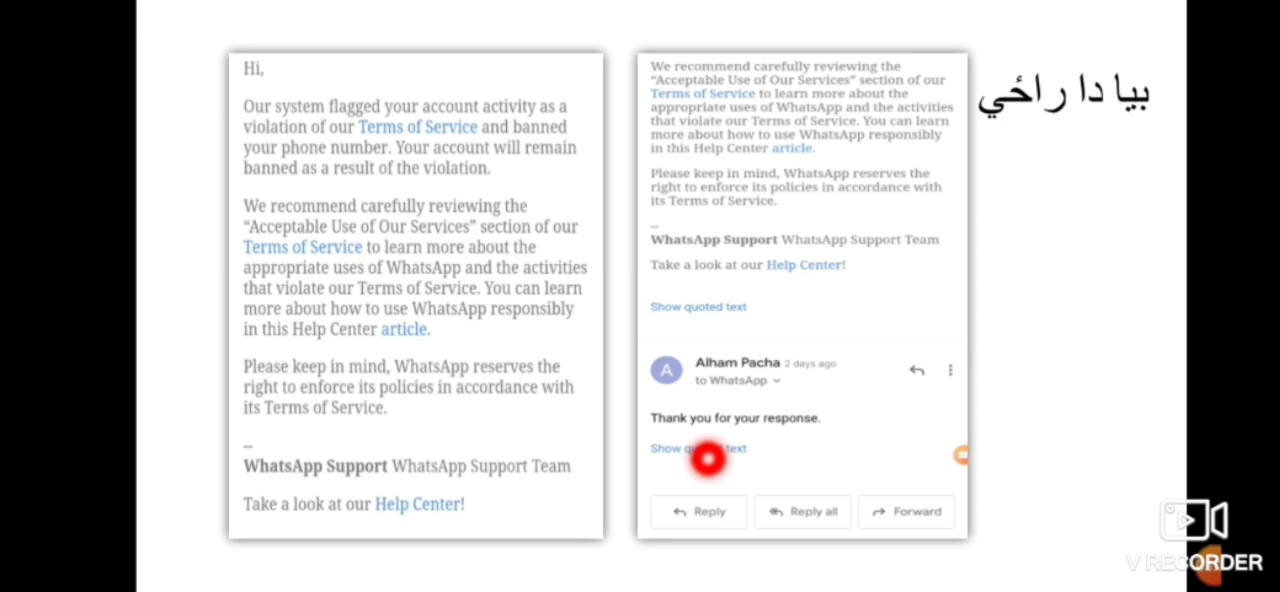 Hi,
Our system flagged your account activity as a
violation of our Terms of Service and banned
your phone number. Your account will remain
banned as a result of the violation.
We recommend carefully reviewing the
“Acceptable Use of Our Services” section of our
Terms of Service to learn more about the
appropriate uses of WhatsApp and the activities
that violate our Terms of Service. You can learn
more about how to use WhatsApp responsibly
in this Help Center article.
Please keep in mind, WhatsApp reserves the
right to enforce its policies in accordance with
its Terms of Service.
--
WhatsApp Support WhatsApp Support Team
Take a look at our Help Center!
We recommend carefully reviewing the
“Acceptable Use of Our Services” section of our
Terms of Service to learn more about the
appropriate uses of WhatsApp and the activities
that violate our Terms of Service. You can learn
more about how to use WhatsApp responsibly
in this Help Center article.
Please keep in mind, WhatsApp reserves the
right to enforce its policies in accordance with
its Terms of Service.
--
WhatsApp Support WhatsApp Support Team
Take a look at our Help Center!
Show quoted text
A
Alham Pacha 2 days ago
to WhatsApp
Thank you for your response.
Show quoted text
Reply Reply all Forward
بيا دا راځي
V RECORDER